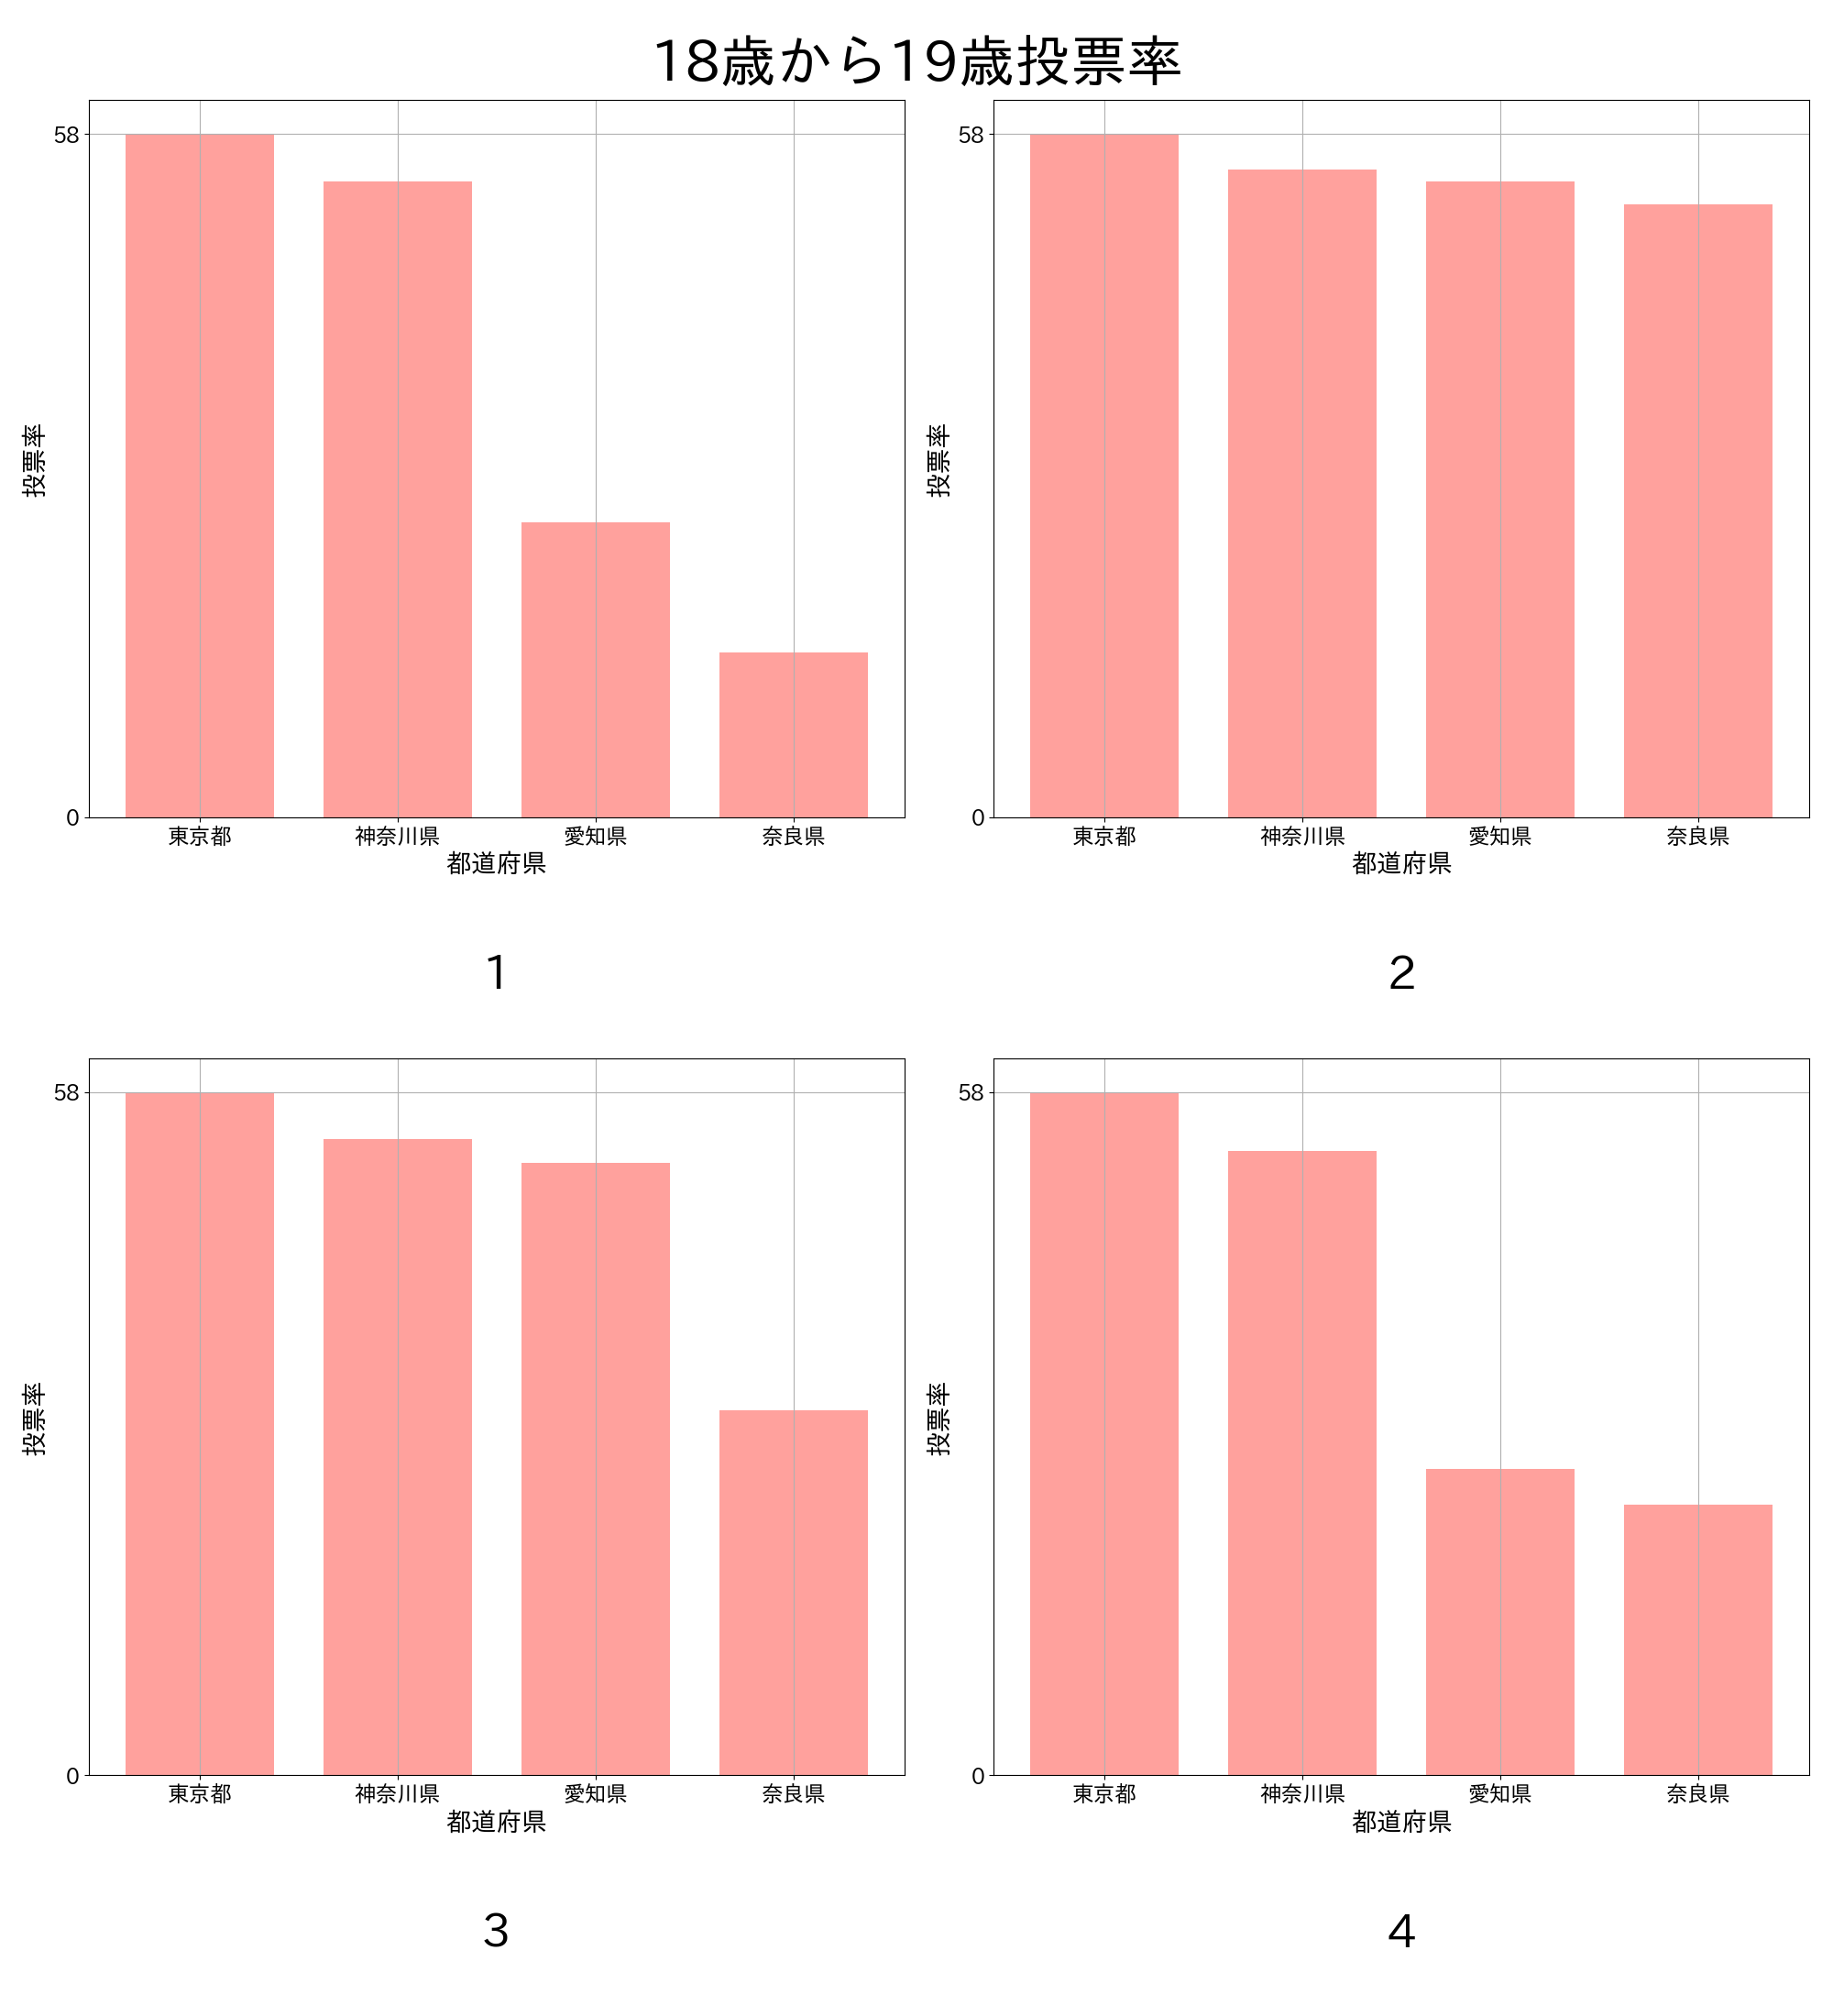 18歳から19歳投票率
58
0
投票率
東京都 神奈川県 愛知県 奈良県
都道府県
1
58
0
投票率
東京都 神奈川県 愛知県 奈良県
都道府県
2
58
0
投票率
東京都 神奈川県 愛知県 奈良県
都道府県
3
58
0
投票率
東京都 神奈川県 愛知県 奈良県
都道府県
4